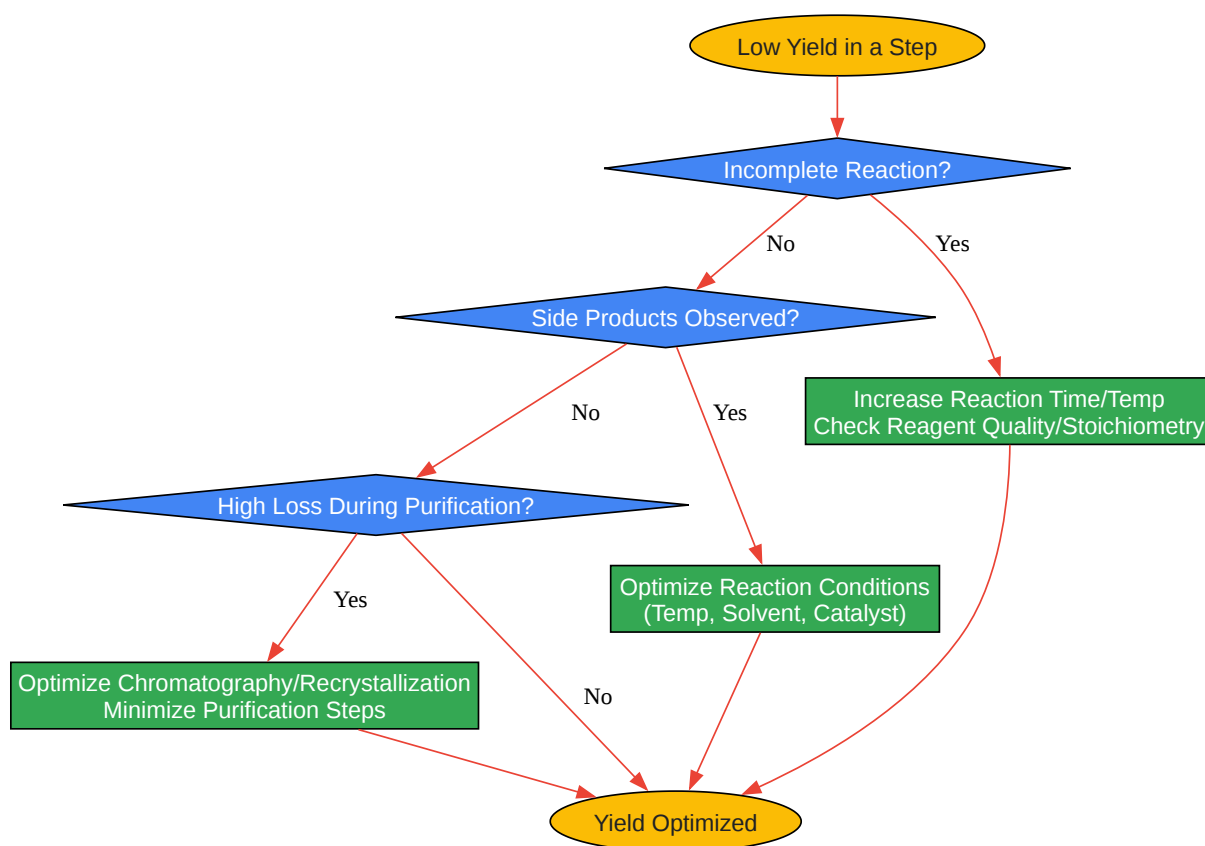 Low Yield in a Step
Incomplete Reaction?
No
Yes
Side Products Observed?
Increase Reaction Time/Temp
Check Reagent Quality/Stoichiometry
No
Yes
High Loss During Purification?
Optimize Reaction Conditions
(Temp, Solvent, Catalyst)
Yes
Optimize Chromatography/Recrystallization
Minimize Purification Steps
No
Yield Optimized